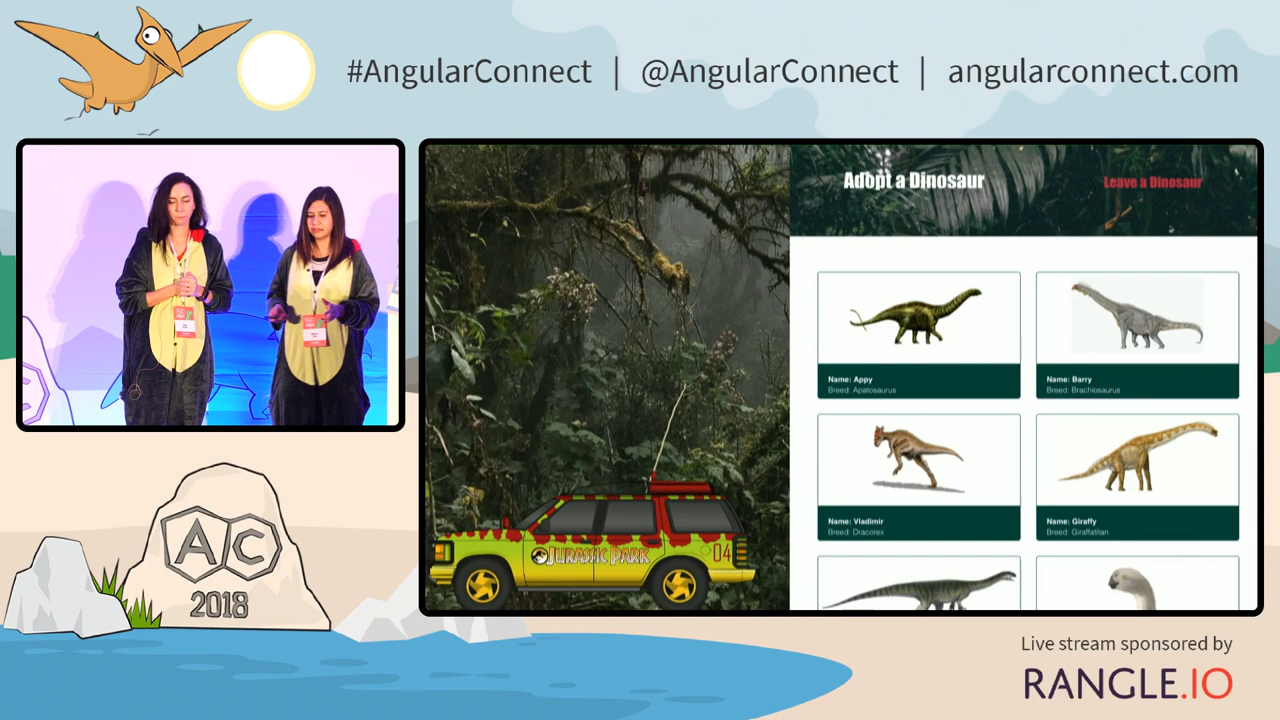 #AngularConnect | @AngularConnect | angularconnect.com
Adopt a Dinosaur
Leave a Dinosaur
Name: Appy
Breed: Apatosaurus
Name: Barry
Breed: Brachiosaurus
Name: Vladimir
Breed: Dracorex
Name: Giraffy
Breed: Giraffatitan
JURASSIC PARK
04
AC
2018
Live stream sponsored by
RANGLE.IO